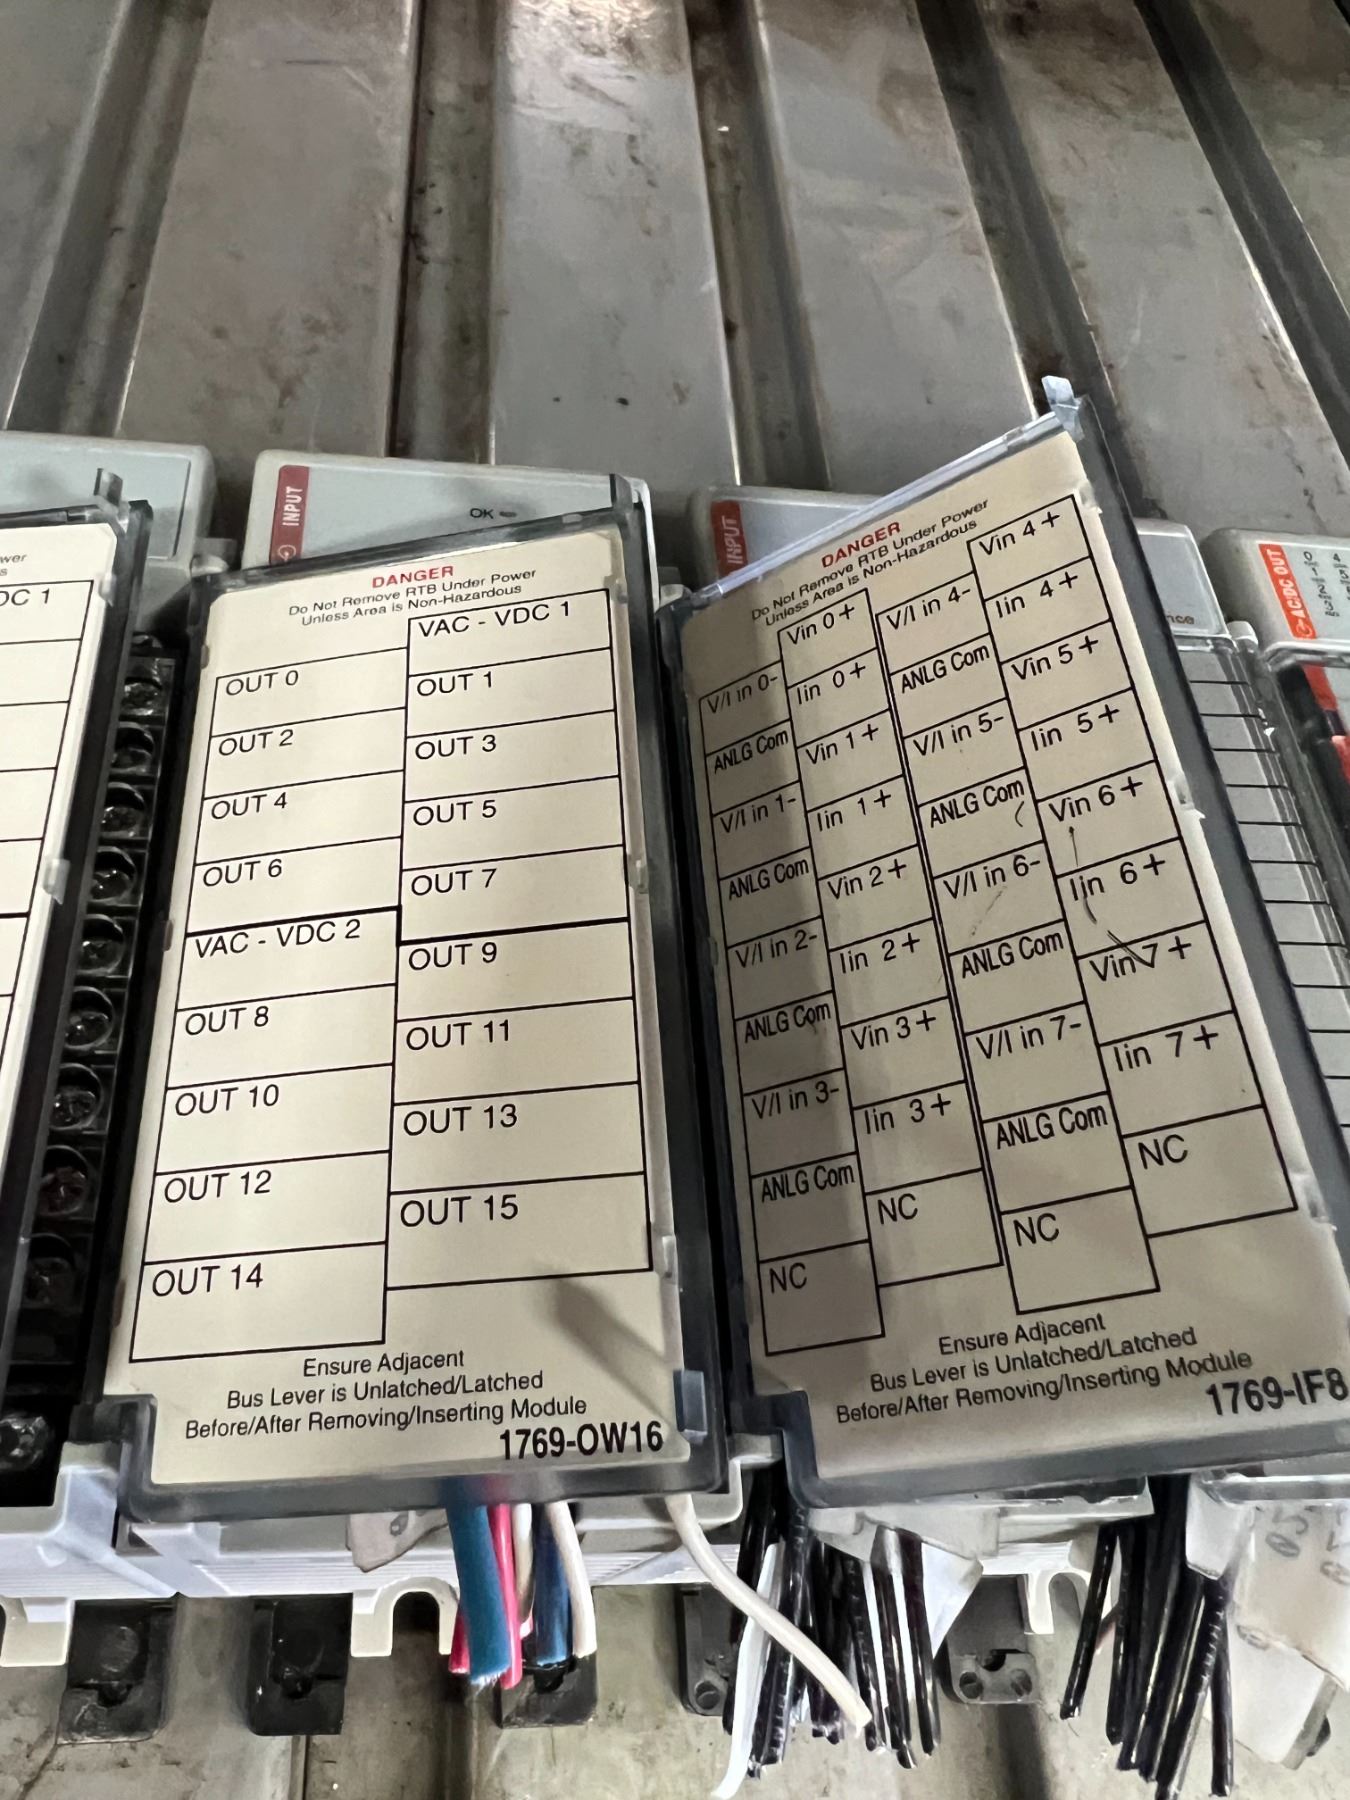 wer
s
DC 1
INPUT
OK
DANGER
Do Not Remove RTB Under Power
Unless Area is Non-Hazardous
VAC - VDC 1
OUT 0
OUT 1
OUT 2
OUT 3
OUT 4
OUT 5
OUT 6
OUT 7
VAC - VDC 2
OUT 9
OUT 8
OUT 11
OUT 10
OUT 13
OUT 12
OUT 15
OUT 14
Ensure Adjacent
Bus Lever is Unlatched/Latched
Before/After Removing/Inserting Module
1769-OW16
INPUT
DANGER
Do Not Remove RTB Under Power
Unless Area is Non-Hazardous
Vin 0+
V/I in 0-
Iin 0+
ANLG Com
Vin 1+
V/I in 1-
Iin 1+
ANLG Com
Vin 2+
V/I in 2-
Iin 2+
ANLG Com
Vin 3+
V/I in 3-
Iin 3+
ANLG Com
NC
NC
Vin 4+
V/I in 4-
Iin 4+
ANLG Com
Vin 5+
V/I in 5-
Iin 5+
ANLG Com
Vin 6+
V/I in 6-
Iin 6+
ANLG Com
Vin 7+
V/I in 7-
Iin 7+
ANLG Com
NC
NC
Ensure Adjacent
Bus Lever is Unlatched/Latched
Before/After Removing/Inserting Module
1769-IF8
nce
AC/DC OUT